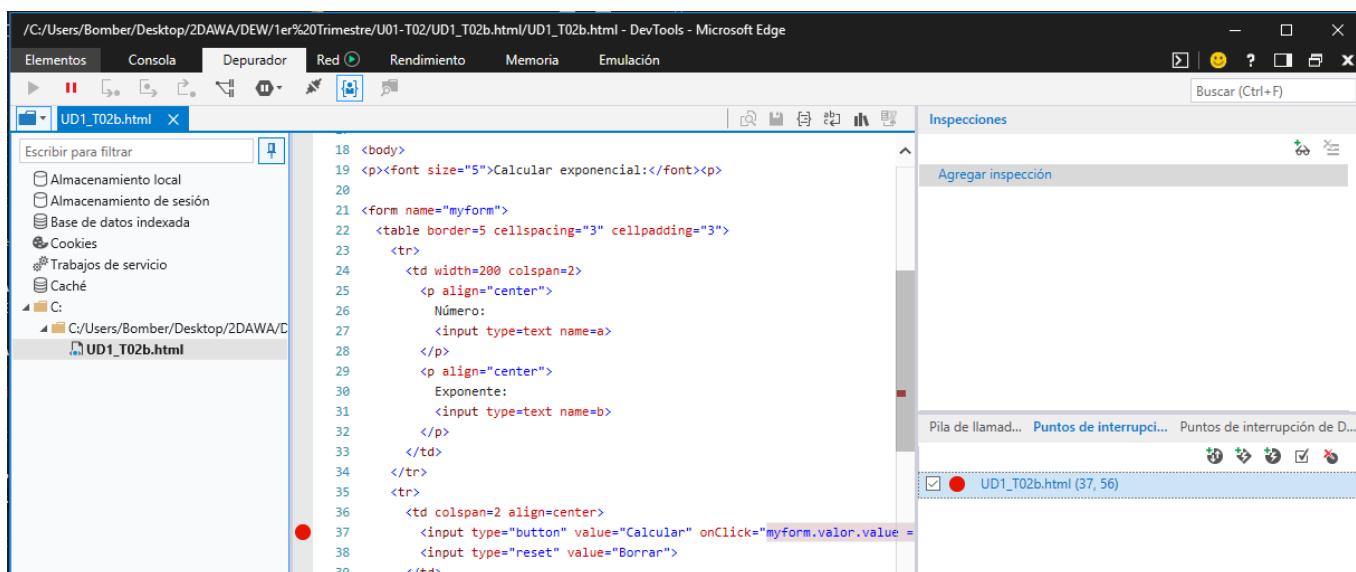 /C:/Users/Bomber/Desktop/2DAWA/DEW/1er%20Trimestre/U01-T02/UD1_T02b.html/UD1_T02b.html - DevTools - Microsoft Edge
Elementos Consola Depurador Red Rendimiento Memoria Emulación ?
Buscar (Ctrl+F)
UD1_T02b.html
Inspecciones
Escribir para filtrar
Agregar inspección
Almacenamiento local
Almacenamiento de sesión
Base de datos indexada
Cookies
Trabajos de servicio
Caché
C:
C:/Users/Bomber/Desktop/2DAWA/D
UD1_T02b.html
18 <body>
19 <p><font size="5">Calcular exponencial:</font><p>
20
21 <form name="myform">
22 <table border=5 cellspacing="3" cellpadding="3">
23 <tr>
24 <td width=200 colspan=2>
25 <p align="center">
26 Número:
27 <input type=text name=a>
28 </p>
29 <p align="center">
30 Exponente:
31 <input type=text name=b>
32 </p>
33 </td>
34 </tr>
35 <tr>
36 <td colspan=2 align=center>
37 <input type="button" value="Calcular" onClick="myform.valor.value =
38 <input type="reset" value="Borrar">
39 </td>
Pila de llamad... Puntos de interrupci... Puntos de interrupción de D...
UD1_T02b.html (37, 56)